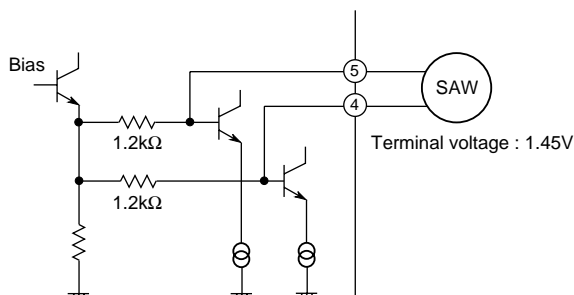 Bias
5
SAW
4
1.2kΩ
Terminal voltage : 1.45V
1.2kΩ